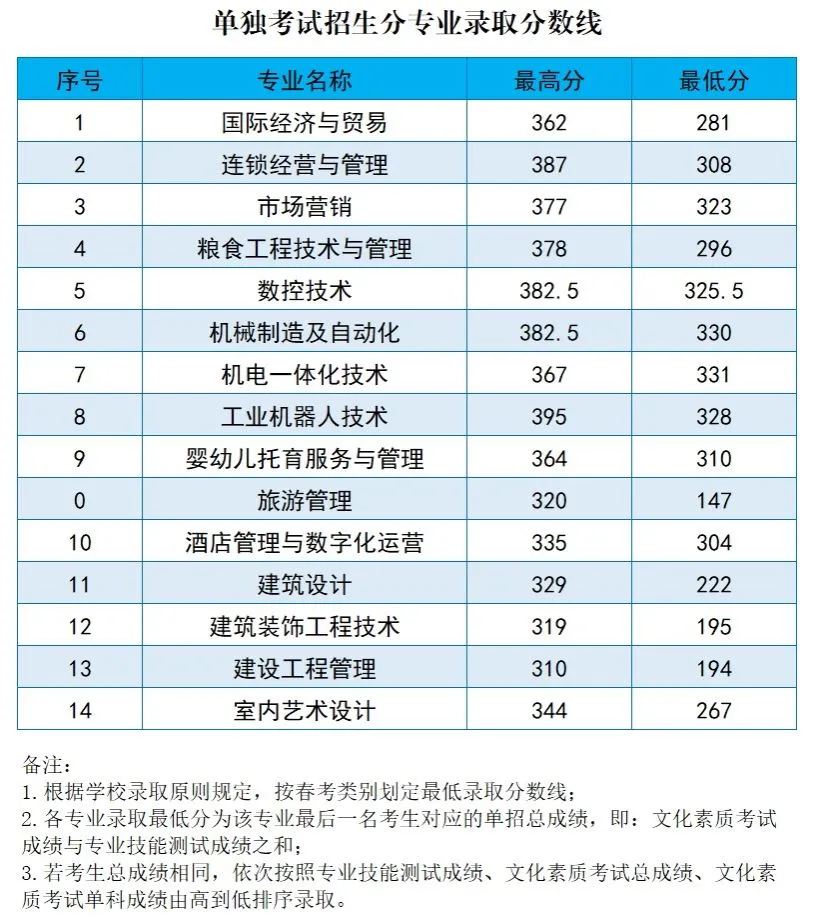 单独考试招生分专业录取分数线
序号 专业名称 最高分 最低分
1 国际经济与贸易 362 281
2 连锁经营与管理 387 308
3 市场营销 377 323
4 粮食工程技术与管理 378 296
5 数控技术 382.5 325.5
6 机械制造及自动化 382.5 330
7 机电一体化技术 367 331
8 工业机器人技术 395 328
9 婴幼儿托育服务与管理 364 310
0 旅游管理 320 147
10 酒店管理与数字化运营 335 304
11 建筑设计 329 222
12 建筑装饰工程技术 319 195
13 建设工程管理 310 194
14 室内艺术设计 344 267
备注：
1.根据学校录取原则规定，按春考类别划定最低录取分数线；
2.各专业录取最低分为该专业最后一名考生对应的单招总成绩，即：文化素质考试
成绩与专业技能测试成绩之和；
3.若考生总成绩相同，依次按照专业技能测试成绩、文化素质考试总成绩、文化素
质考试单科成绩由高到低排序录取。